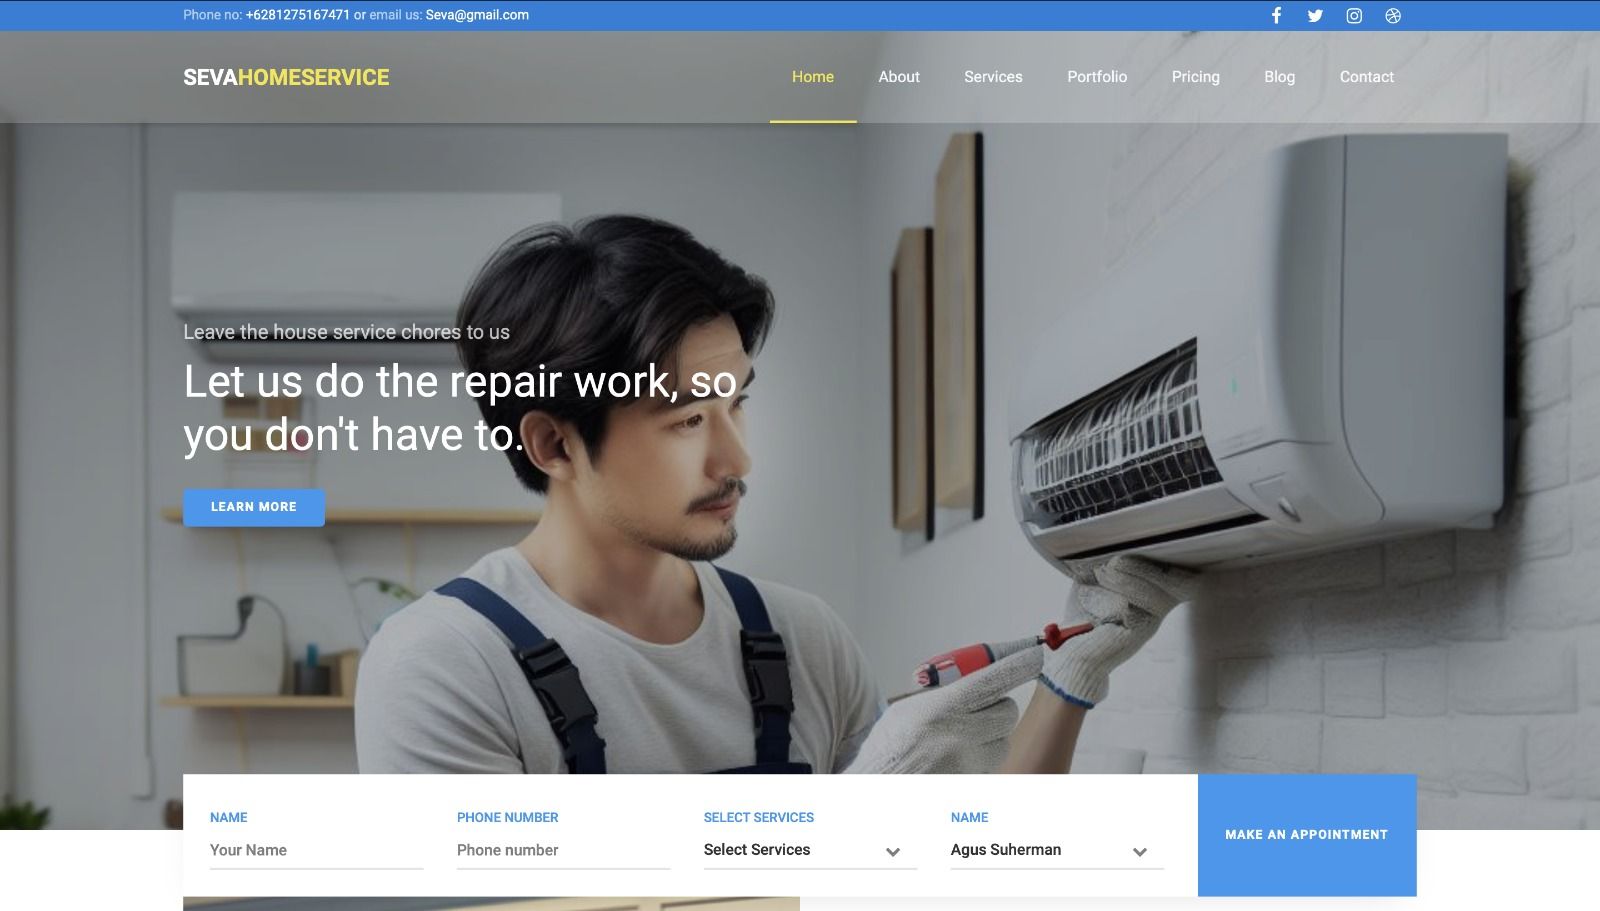 Phone no: +6281275167471 or email us: Seva@gmail.com
SEVAHOMESERVICE
Home About Services Portfolio Pricing Blog Contact
Leave the house service chores to us
Let us do the repair work, so
you don't have to.
LEARN MORE
NAME PHONE NUMBER SELECT SERVICES NAME
Your Name Phone number Select Services Agus Suherman
MAKE AN APPOINTMENT